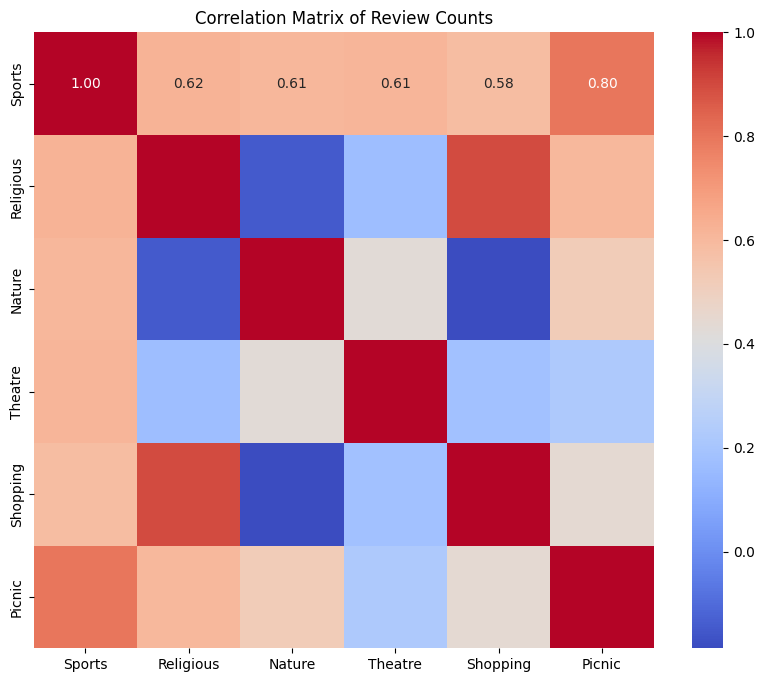 Correlation Matrix of Review Counts
Sports
1.00 0.62 0.61 0.61 0.58 0.80
Religious
Nature
Theatre
Shopping
Picnic
Sports Religious Nature Theatre Shopping Picnic
1.0
0.8
0.6
0.4
0.2
0.0